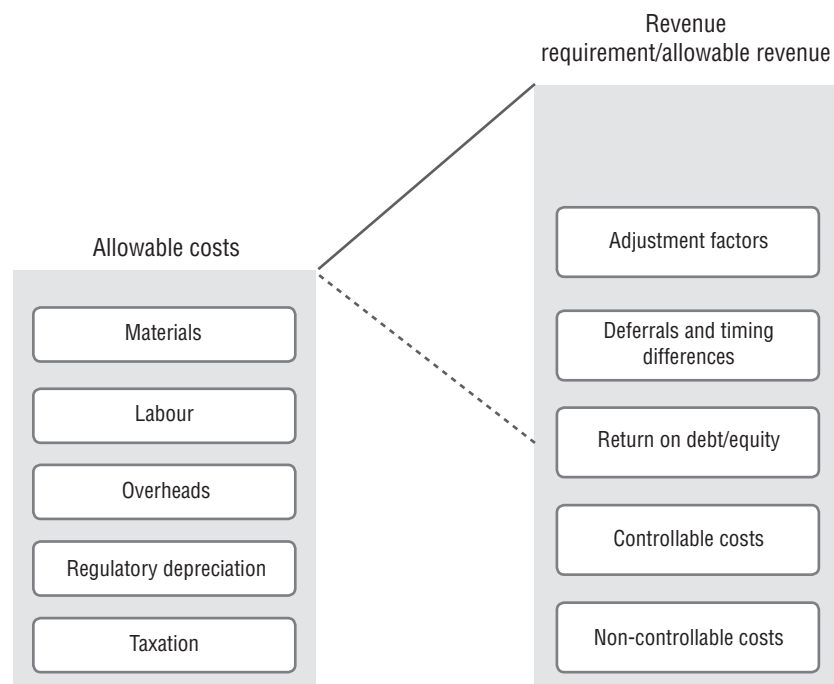 Revenue
requirement/allowable revenue
Allowable costs
Materials
Labour
Overheads
Regulatory depreciation
Taxation
Adjustment factors
Deferrals and timing
differences
Return on debt/equity
Controllable costs
Non-controllable costs